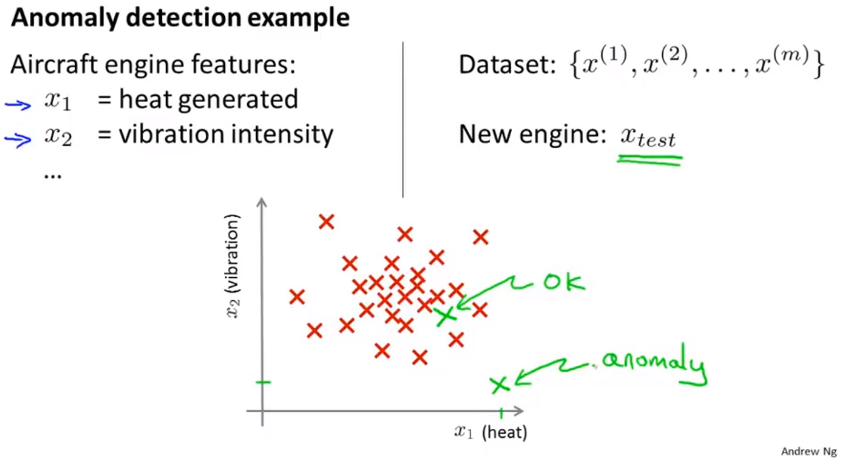 Anomaly detection example
Aircraft engine features:
x₁ = heat generated
x₂ = vibration intensity
...
Dataset: {x⁽¹⁾, x⁽²⁾, . . . , x⁽ᵐ⁾}
New engine: x_test
x₂ (vibration)
OK
anomaly
x₁ (heat)
Andrew Ng